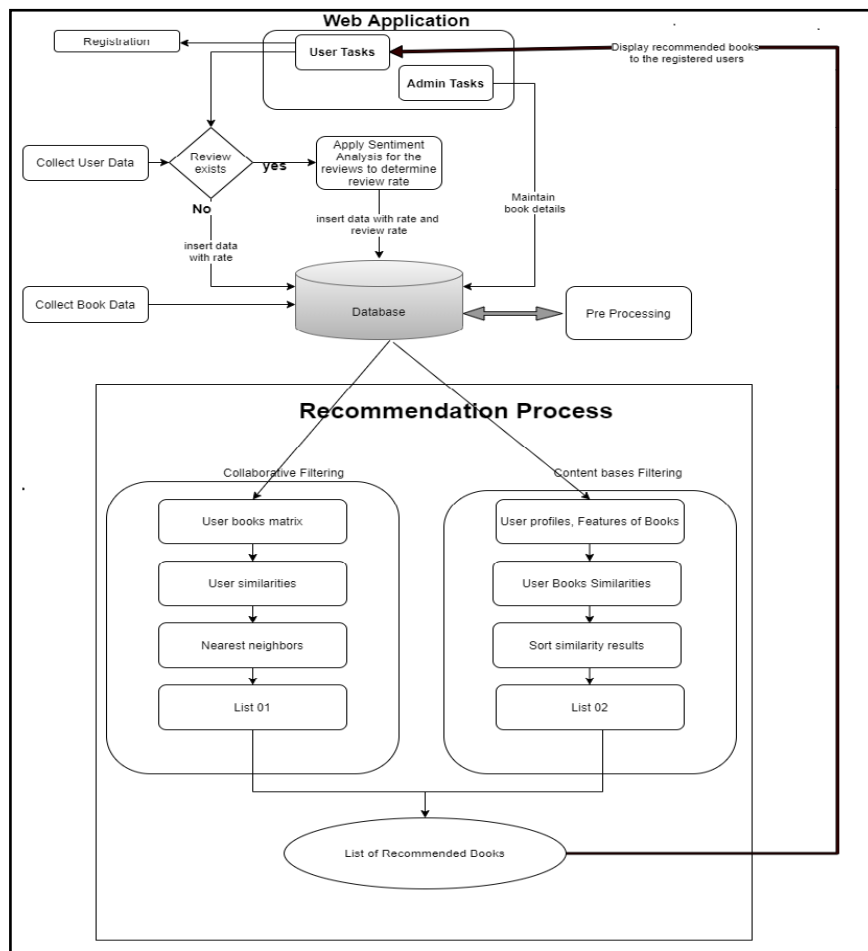 Web Application
Registration
User Tasks
Display recommended books
to the registered users
Admin Tasks
Collect User Data
Review
exists
yes
Apply Sentiment
Analysis for the
reviews to determine
review rate
No
insert data
with rate
insert data with rate and
review rate
Maintain
book details
Collect Book Data
Database
Pre Processing
Recommendation Process
Collaborative Filtering
User books matrix
User similarities
Nearest neighbors
List 01
Content bases Filtering
User profiles, Features of Books
User Books Similarities
Sort similarity results
List 02
List of Recommended Books